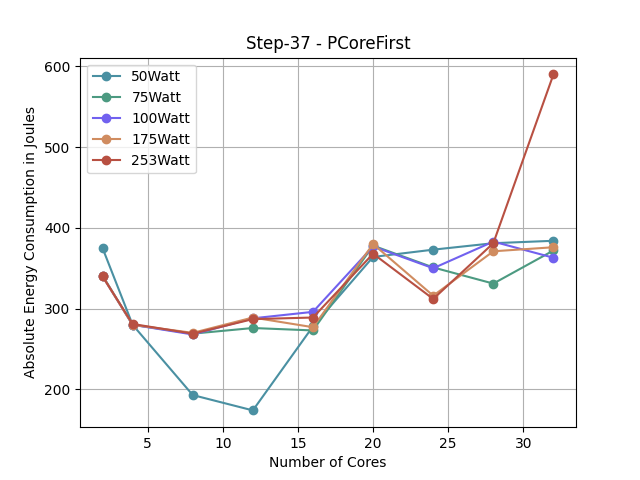 Step-37 - PCoreFirst
50Watt
75Watt
100Watt
175Watt
253Watt
Absolute Energy Consumption in Joules
600
500
400
300
200
5 10 15 20 25 30
Number of Cores